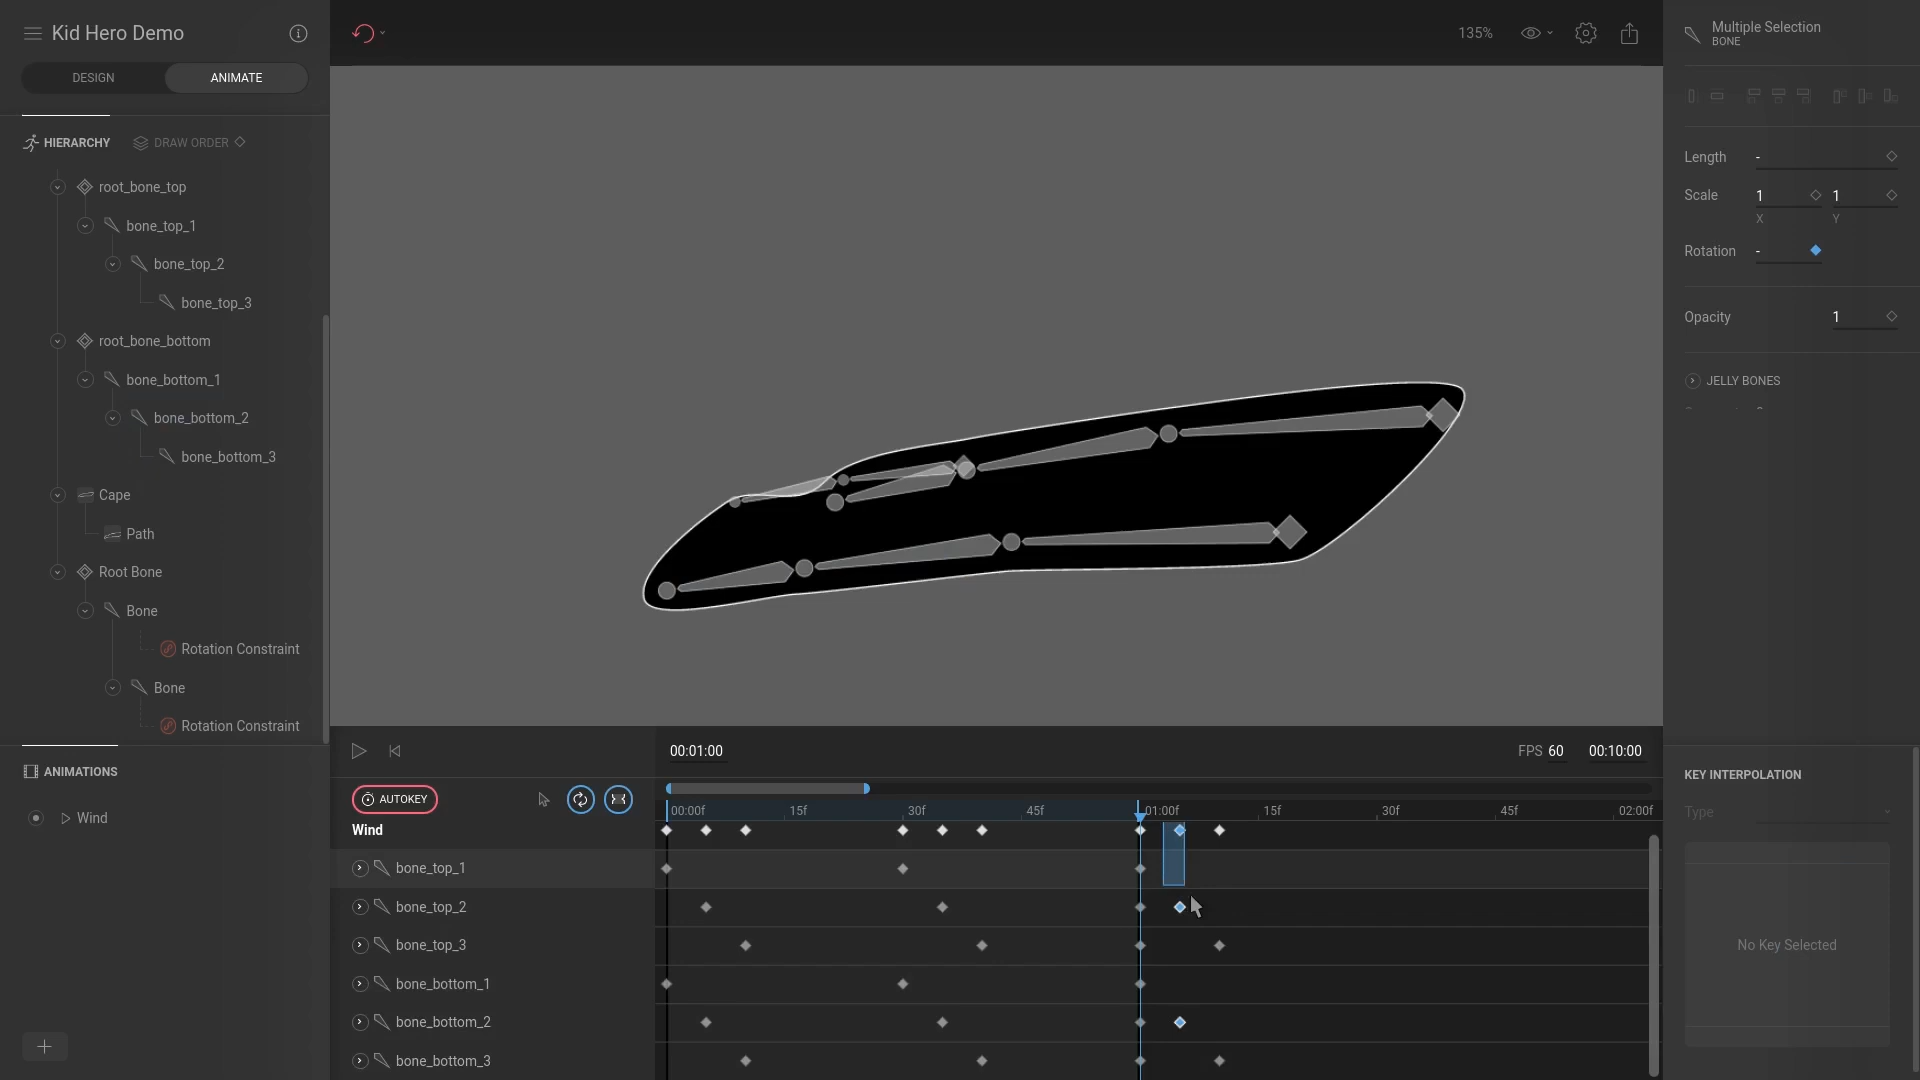 Kid Hero Demo
DESIGN
ANIMATE
HIERARCHY
DRAW ORDER
root_bone_top
bone_top_1
bone_top_2
bone_top_3
root_bone_bottom
bone_bottom_1
bone_bottom_2
bone_bottom_3
Cape
Path
Root Bone
Bone
Rotation Constraint
Bone
Rotation Constraint
ANIMATIONS
Wind
135%
Multiple Selection
BONE
Length -
Scale 1 1
X Y
Rotation -
Opacity 1
JELLY BONES
00:01:00
FPS 60 00:10:00
AUTOKEY
00:00f 15f 30f 45f 01:00f 15f 30f 45f 02:00f
Wind
bone_top_1
bone_top_2
bone_top_3
bone_bottom_1
bone_bottom_2
bone_bottom_3
KEY INTERPOLATION
Type
No Key Selected